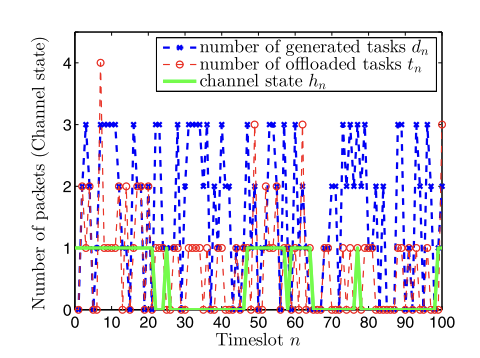 number of generated tasks dₙ
number of offloaded tasks tₙ
channel state hₙ
Number of packets (Channel state)
4
3
2
1
0
0 10 20 30 40 50 60 70 80 90 100
Timeslot n